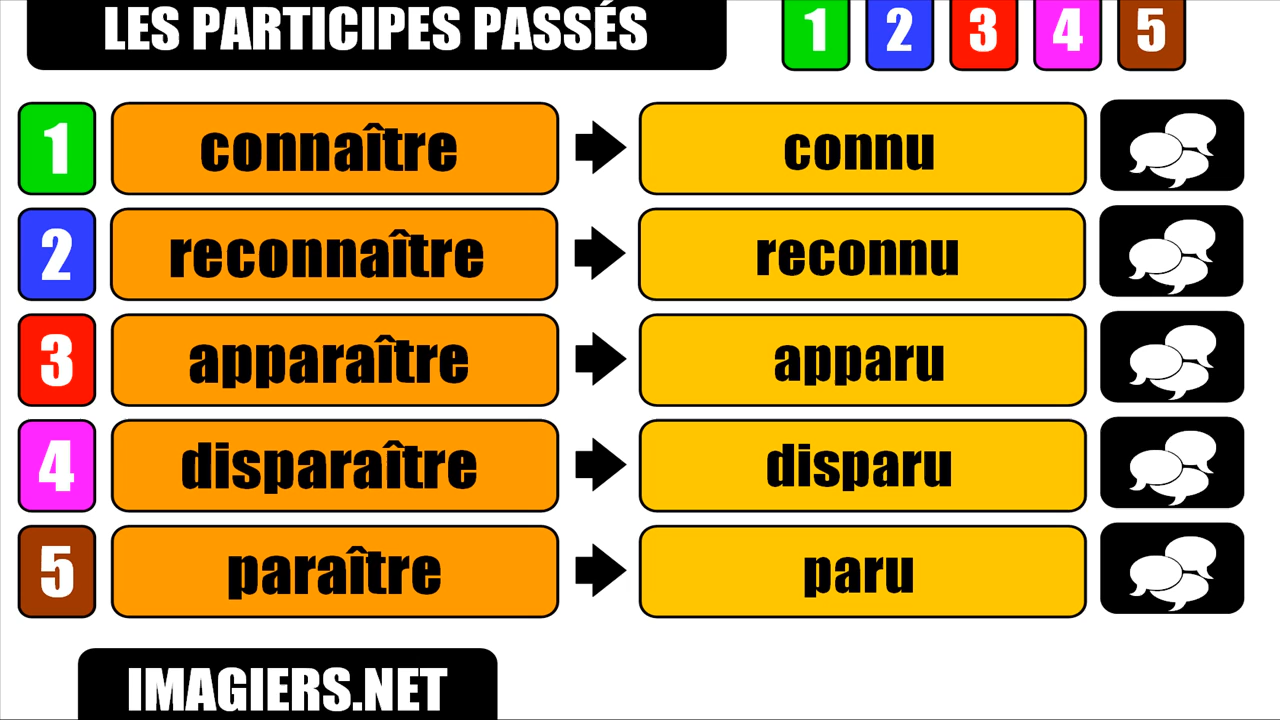 LES PARTICIPES PASSÉS 1 2 3 4 5
1 connaître connu
2 reconnaître reconnu
3 apparaître apparu
4 disparaître disparu
5 paraître paru
IMAGIERS.NET